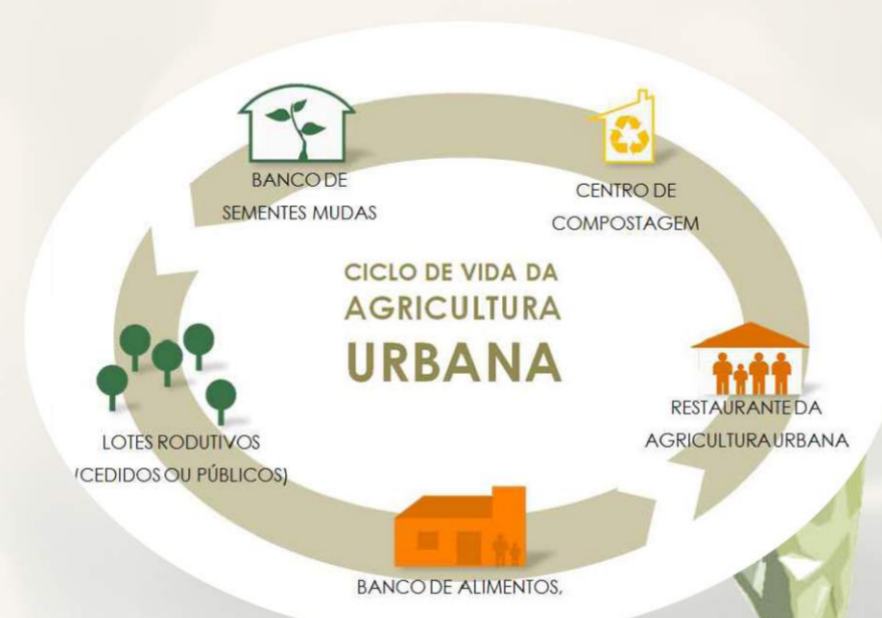 BANCO DE
SEMENTES MUDAS
CENTRO DE
COMPOSTAGEM
CICLO DE VIDA DA
AGRICULTURA
URBANA
RESTAURANTE DA
AGRICULTURA URBANA
LOTES RODUTIVOS
(CEDIDOS OU PÚBLICOS)
BANCO DE ALIMENTOS,